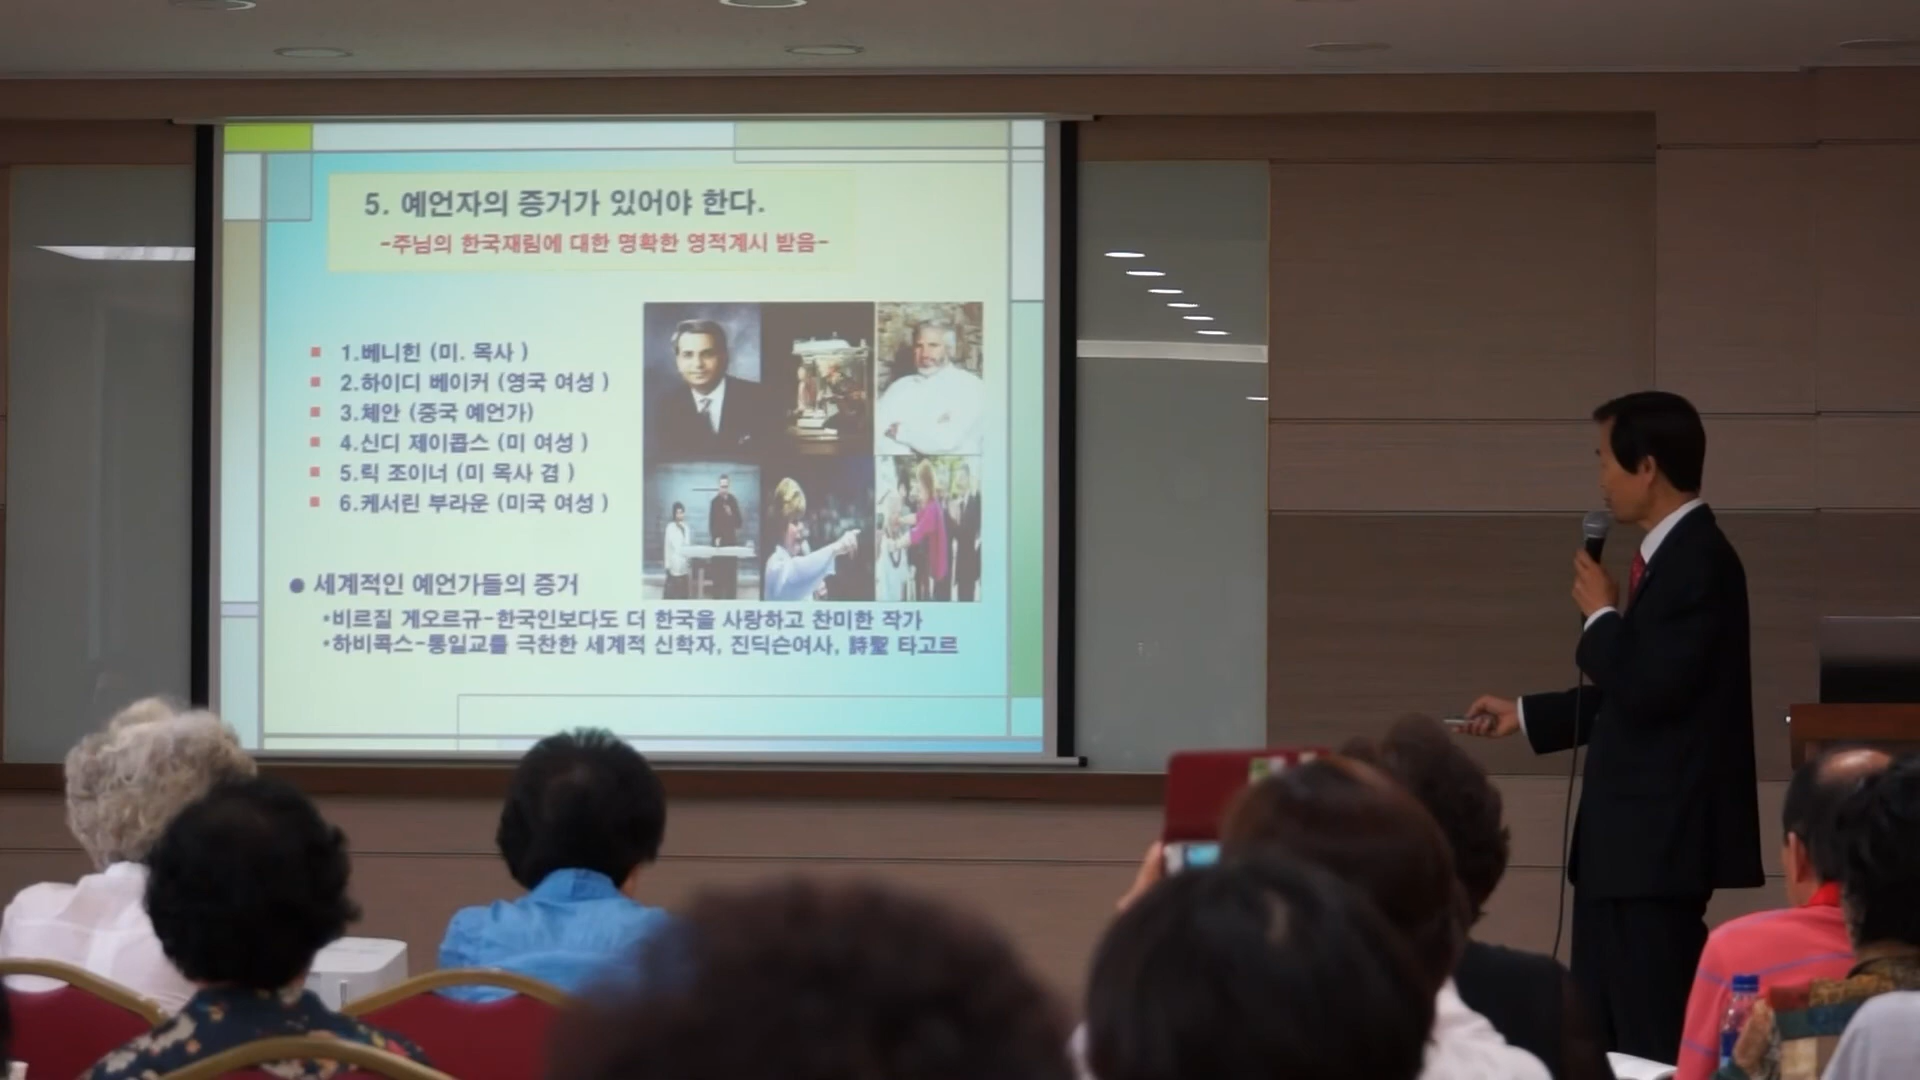 5. 예언자의 증거가 있어야 한다.
-주님의 한국재림에 대한 명확한 영적계시 받음-
1.베니힌 (미. 목사 )
2.하이디 베이커 (영국 여성 )
3.체안 (중국 예언가)
4.신디 제이콥스 (미 여성 )
5.릭 조이너 (미 목사 겸 )
6.케서린 부라운 (미국 여성 )
● 세계적인 예언가들의 증거
•비르질 게오르규-한국인보다도 더 한국을 사랑하고 찬미한 작가
•하비콕스-통일교를 극찬한 세계적 신학자, 진딕슨여사, 詩聖 타고르